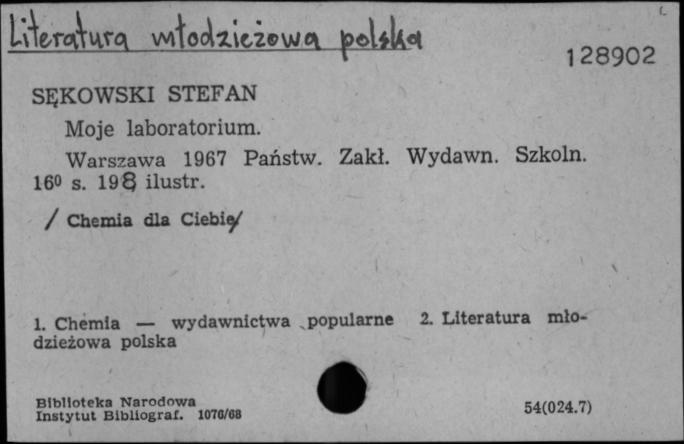 Literatura młodzieżowa polska
128902
SĘKOWSKI STEFAN
Moje laboratorium.
Warszawa 1967 Państw. Zakł. Wydawn. Szkoln.
16⁰ s. 198 ilustr.
/ Chemia dla Ciebie/
1. Chemia — wydawnictwa popularne 2. Literatura mło-
dzieżowa polska
Biblioteka Narodowa
Instytut Bibliograf. 1076/68
54(024.7)